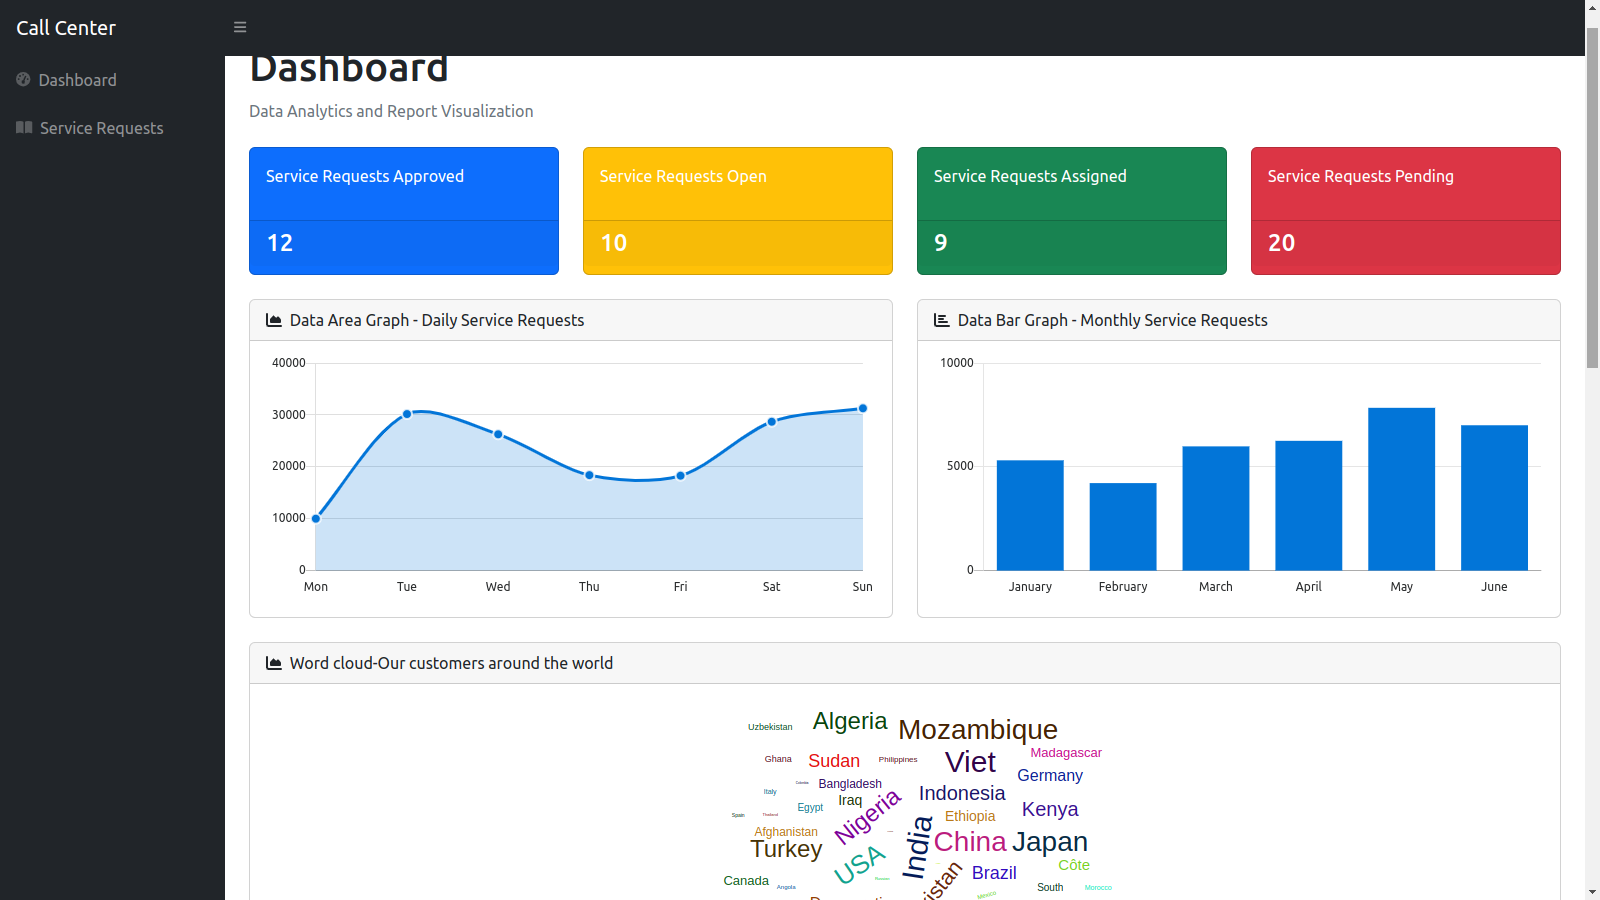 Call Center
Dashboard
Service Requests
Dashboard
Data Analytics and Report Visualization
Service Requests Approved
12
Service Requests Open
10
Service Requests Assigned
9
Service Requests Pending
20
Data Area Graph - Daily Service Requests
40000
30000
20000
10000
0
Mon Tue Wed Thu Fri Sat Sun
Data Bar Graph - Monthly Service Requests
10000
5000
0
January February March April May June
Word cloud-Our customers around the world
Uzbekistan
Algeria
Mozambique
Ghana
Sudan
Philippines
Viet
Madagascar
Germany
Colombia
Bangladesh
Italy
Iraq
Indonesia
Egypt
Nigeria
Kenya
Spain
Thailand
Ethiopia
Afghanistan
India
China
Japan
Turkey
USA
Côte
Brazil
Canada
Angola
South
Morocco
Mexico